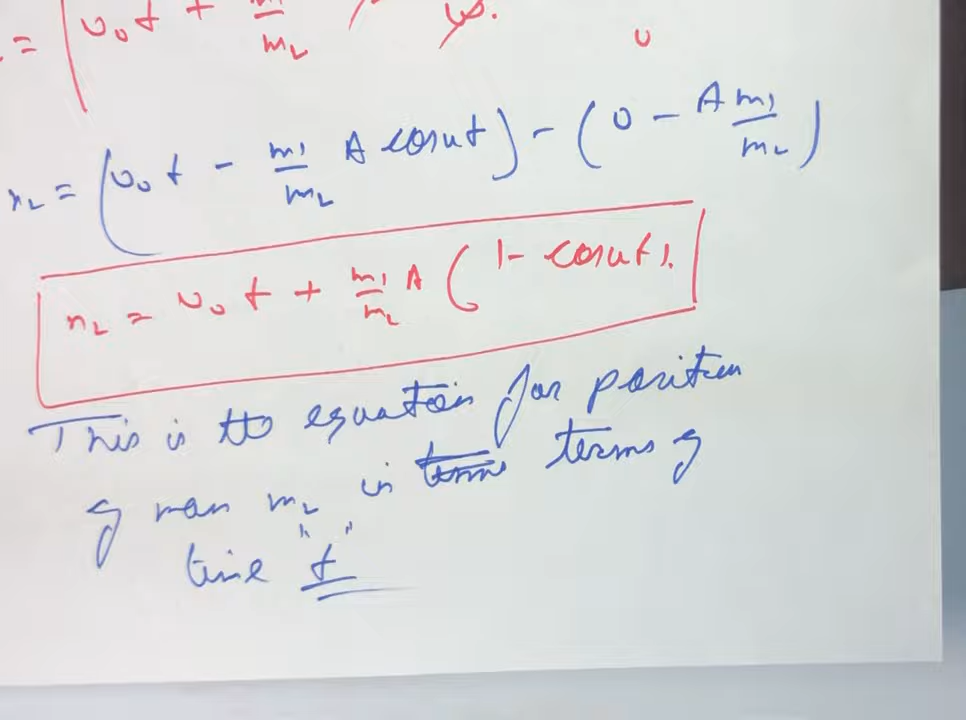 = ( v₀t + m₁/m₂
0
x₂ = ( v₀t - m₁/m₂ A cosωt ) - ( 0 - A m₁/m₂ )
x₂ = v₀t + m₁/m₂ A ( 1 - cosωt ).
This is the equation for position
of mass m₂ in terms terms of
time "t"